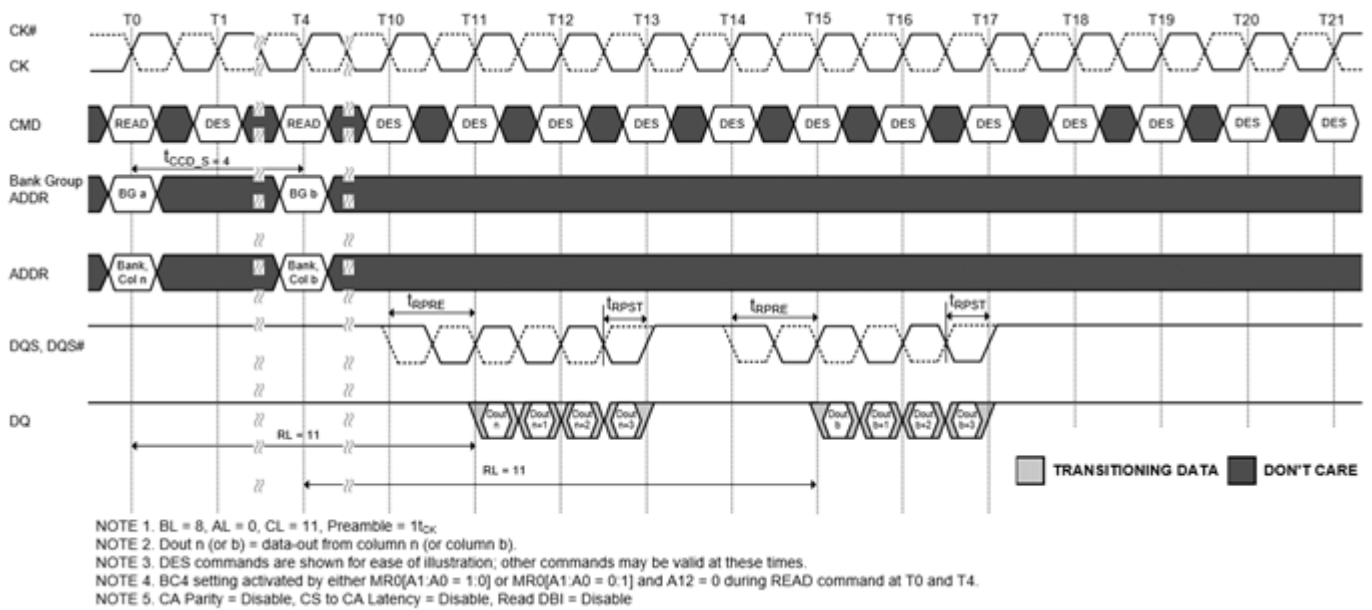 T0 T1 T4 T10 T11 T12 T13 T14 T15 T16 T17 T18 T19 T20 T21
CK#
CK
CMD READ DES READ DES DES DES DES DES DES DES DES DES DES DES DES
tCCD_S = 4
Bank Group
ADDR
BG a BG b
ADDR
Bank, Col n
Bank, Col b
tRPRE tRPST tRPRE tRPST
DQS, DQS#
DQ
Dout n Dout n=1 Dout n=2 Dout n=3 Dout b Dout b=1 Dout b=2 Dout b=3
RL = 11
RL = 11
TRANSITIONING DATA DON'T CARE
NOTE 1. BL = 8, AL = 0, CL = 11, Preamble = 1tCK
NOTE 2. Dout n (or b) = data-out from column n (or column b).
NOTE 3. DES commands are shown for ease of illustration; other commands may be valid at these times.
NOTE 4. BC4 setting activated by either MR0[A1:A0 = 1:0] or MR0[A1:A0 = 0:1] and A12 = 0 during READ command at T0 and T4.
NOTE 5. CA Parity = Disable, CS to CA Latency = Disable, Read DBI = Disable